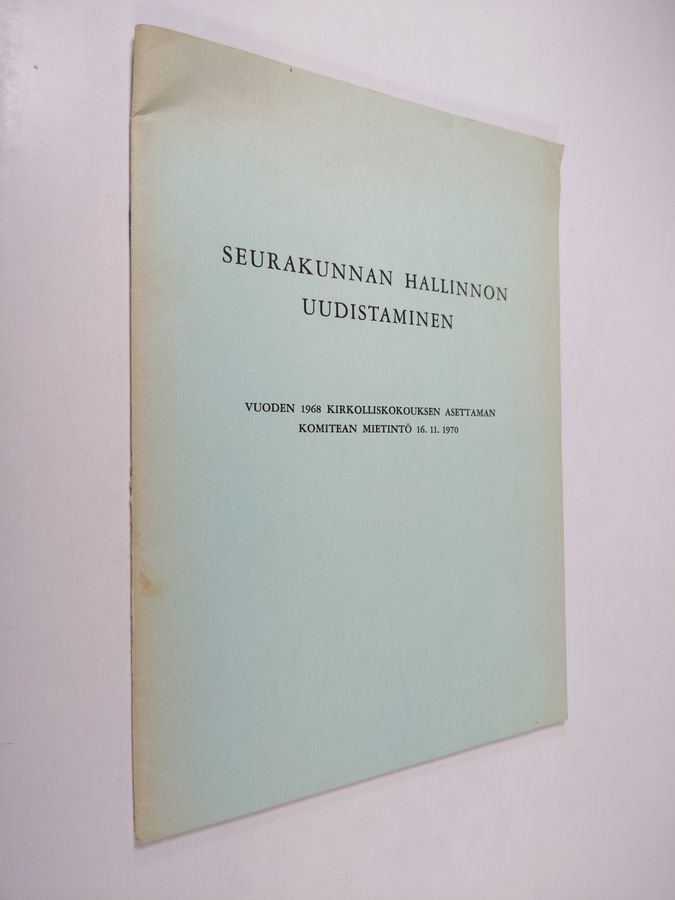 SEURAKUNNAN HALLINNON
UUDISTAMINEN
VUODEN 1968 KIRKOLLISKOKOUKSEN ASETTAMAN
KOMITEAN MIETINTÖ 16. 11. 1970